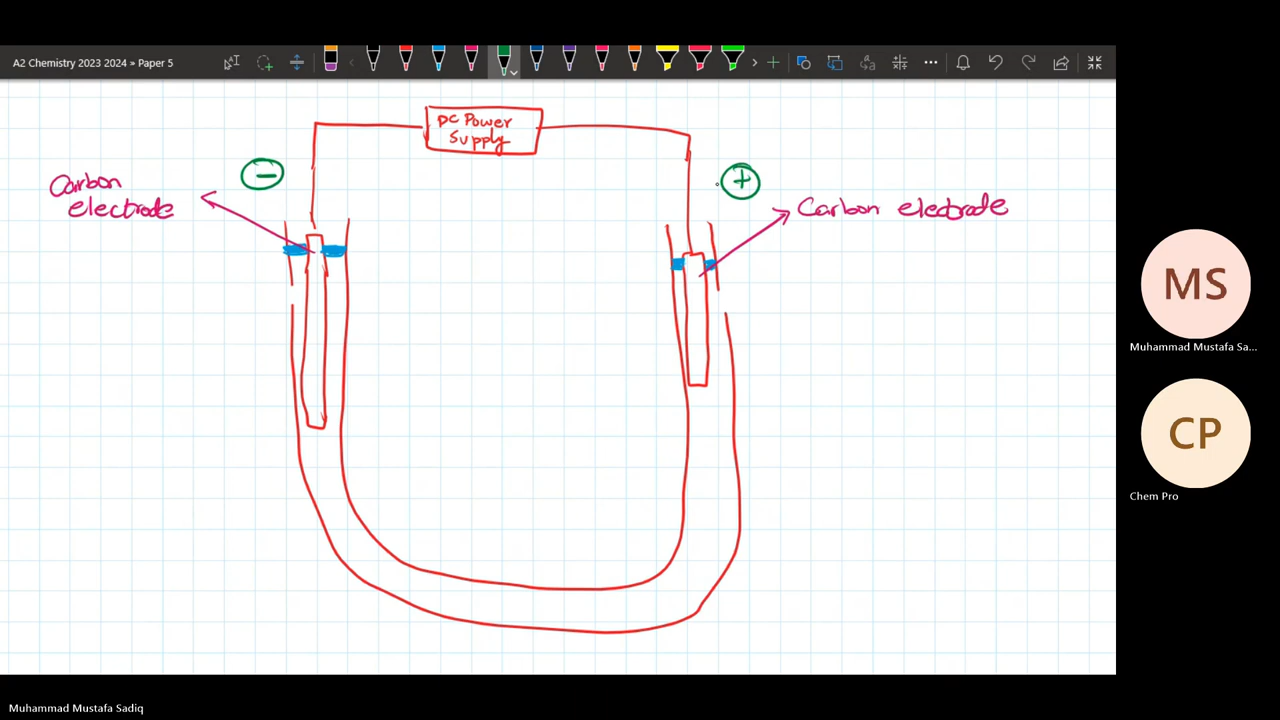 A2 Chemistry 2023 2024 » Paper 5
DC Power
Supply
−
+
Carbon
electrode
Carbon electrode
MS
Muhammad Mustafa Sa...
CP
Chem Pro
Muhammad Mustafa Sadiq